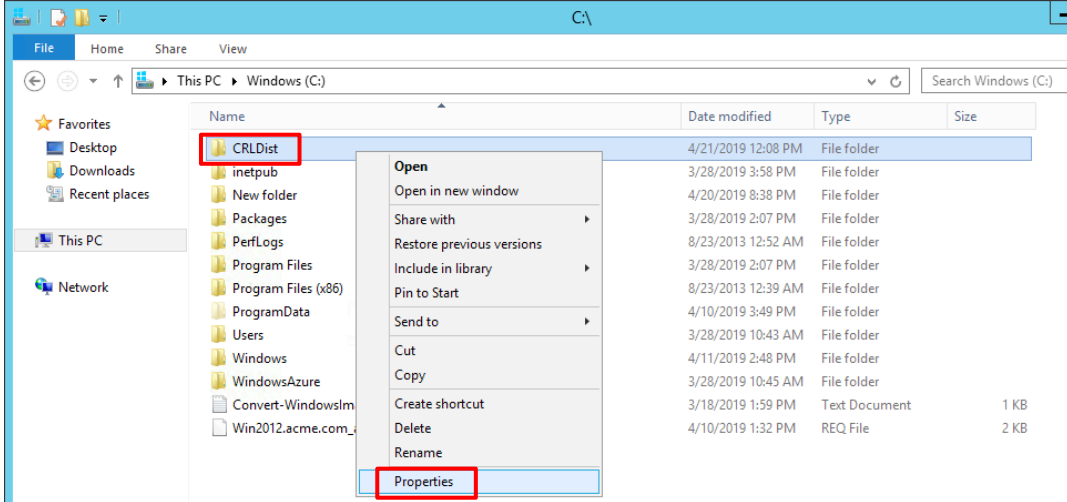 C:\
File Home Share View
This PC Windows (C:) Search Windows (C:)
Favorites
Desktop
Downloads
Recent places
This PC
Network
Name Date modified Type Size
CRLDist 4/21/2019 12:08 PM File folder
inetpub 3/28/2019 3:58 PM File folder
New folder 4/20/2019 8:38 PM File folder
Packages 3/28/2019 2:07 PM File folder
PerfLogs 8/23/2013 12:52 AM File folder
Program Files 3/28/2019 2:07 PM File folder
Program Files (x86) 8/23/2013 12:39 AM File folder
ProgramData 4/10/2019 3:49 PM File folder
Users 3/28/2019 10:43 AM File folder
Windows 4/11/2019 2:48 PM File folder
WindowsAzure 3/28/2019 10:45 AM File folder
Convert-WindowsIm 3/18/2019 1:59 PM Text Document 1 KB
Win2012.acme.com_a 4/10/2019 1:32 PM REQ File 2 KB
Open
Open in new window
Share with
Restore previous versions
Include in library
Pin to Start
Send to
Cut
Copy
Create shortcut
Delete
Rename
Properties